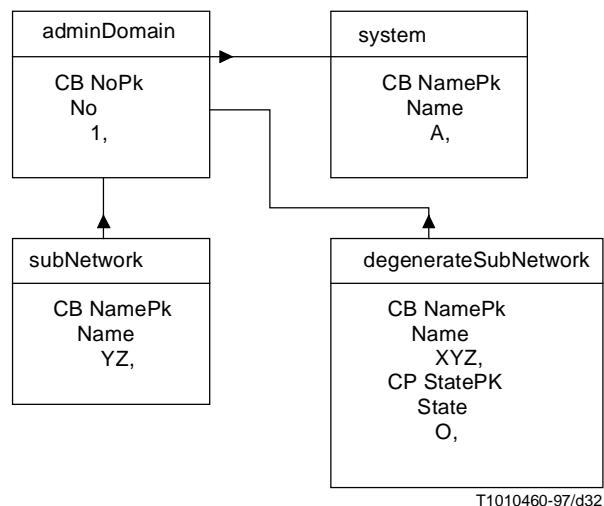 adminDomain
CB NoPk
No
1,
system
CB NamePk
Name
A,
subNetwork
CB NamePk
Name
YZ,
degenerateSubNetwork
CB NamePk
Name
XYZ,
CP StatePK
State
O,
T1010460-97/d32